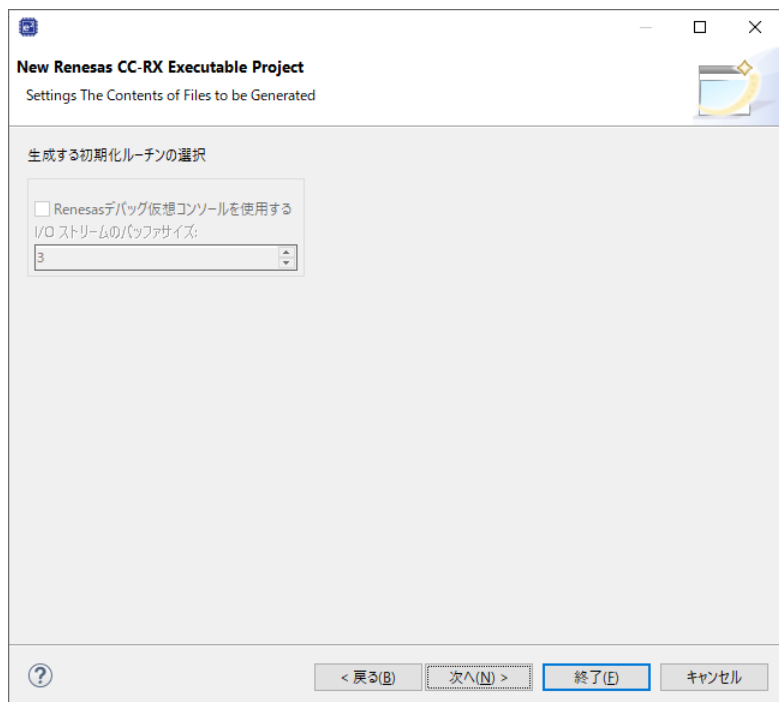 New Renesas CC-RX Executable Project
Settings The Contents of Files to be Generated
生成する初期化ルーチンの選択
Renesasデバッグ仮想コンソールを使用する
I/O ストリームのバッファサイズ:
3
< 戻る(B)
次へ(N) >
終了(F)
キャンセル